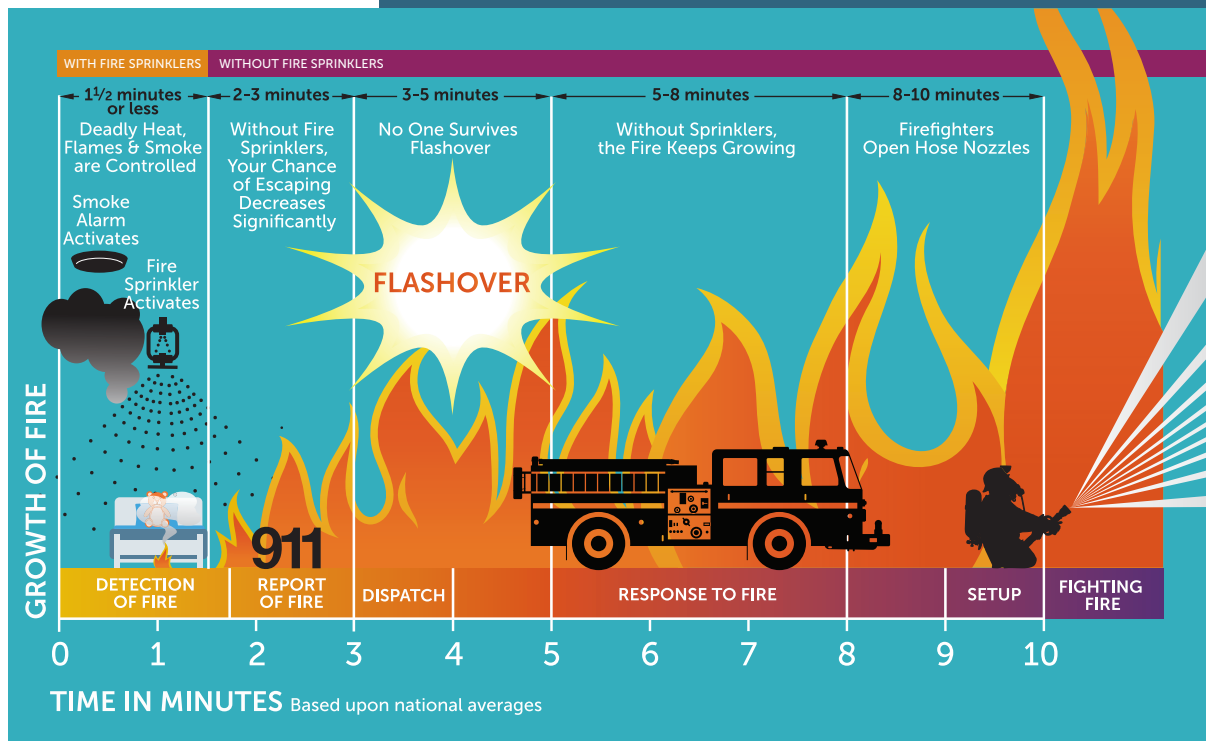 WITH FIRE SPRINKLERS
WITHOUT FIRE SPRINKLERS
1½ minutes
or less
2-3 minutes
3-5 minutes
5-8 minutes
8-10 minutes
Deadly Heat,
Flames & Smoke
are Controlled
Without Fire
Sprinklers,
Your Chance
of Escaping
Decreases
Significantly
No One Survives
Flashover
Without Sprinklers,
the Fire Keeps Growing
Firefighters
Open Hose Nozzles
Smoke
Alarm
Activates
Fire
Sprinkler
Activates
FLASHOVER
911
GROWTH OF FIRE
DETECTION
OF FIRE
REPORT
OF FIRE
DISPATCH
RESPONSE TO FIRE
SETUP
FIGHTING
FIRE
0 1 2 3 4 5 6 7 8 9 10
TIME IN MINUTES Based upon national averages